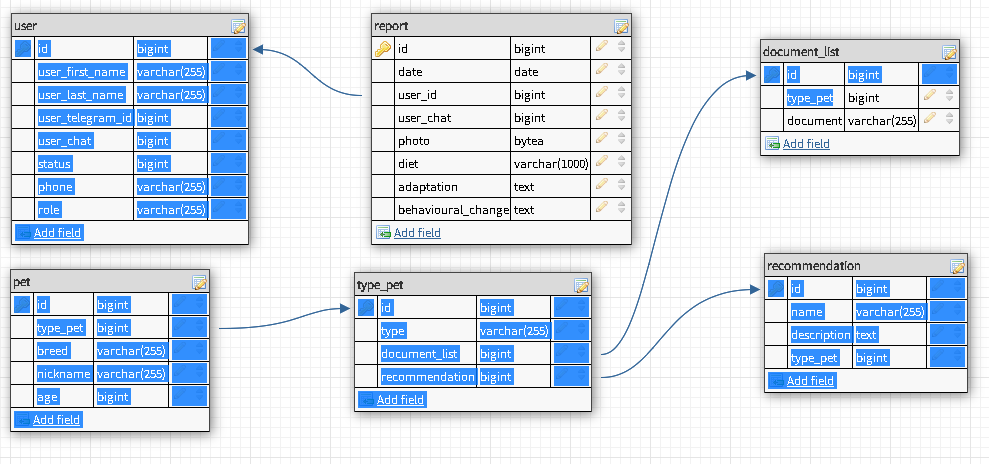 user
id bigint
user_first_name varchar(255)
user_last_name varchar(255)
user_telegram_id bigint
user_chat bigint
status bigint
phone varchar(255)
role varchar(255)
Add field
report
id bigint
date date
user_id bigint
user_chat bigint
photo bytea
diet varchar(1000)
adaptation text
behavioural_change text
Add field
document_list
id bigint
type_pet bigint
document varchar(255)
Add field
pet
id bigint
type_pet bigint
breed varchar(255)
nickname varchar(255)
age bigint
Add field
type_pet
id bigint
type varchar(255)
document_list bigint
recommendation bigint
Add field
recommendation
id bigint
name varchar(255)
description text
type_pet bigint
Add field